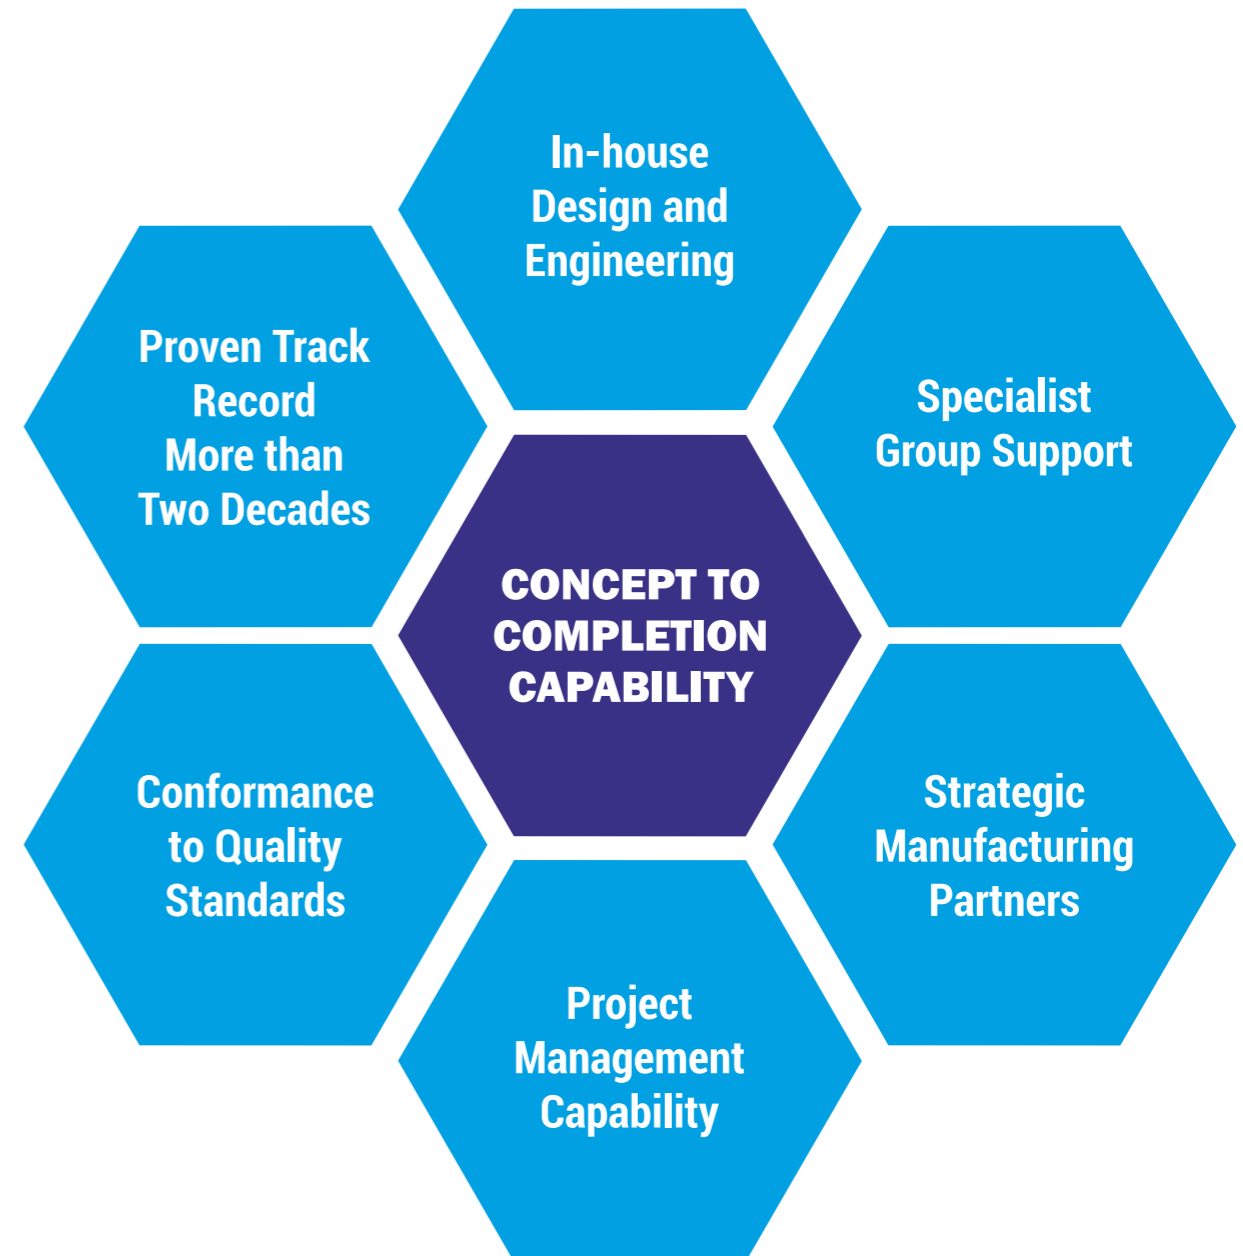 In-house
Design and
Engineering
Proven Track
Record
More than
Two Decades
Specialist
Group Support
CONCEPT TO
COMPLETION
CAPABILITY
Conformance
to Quality
Standards
Strategic
Manufacturing
Partners
Project
Management
Capability